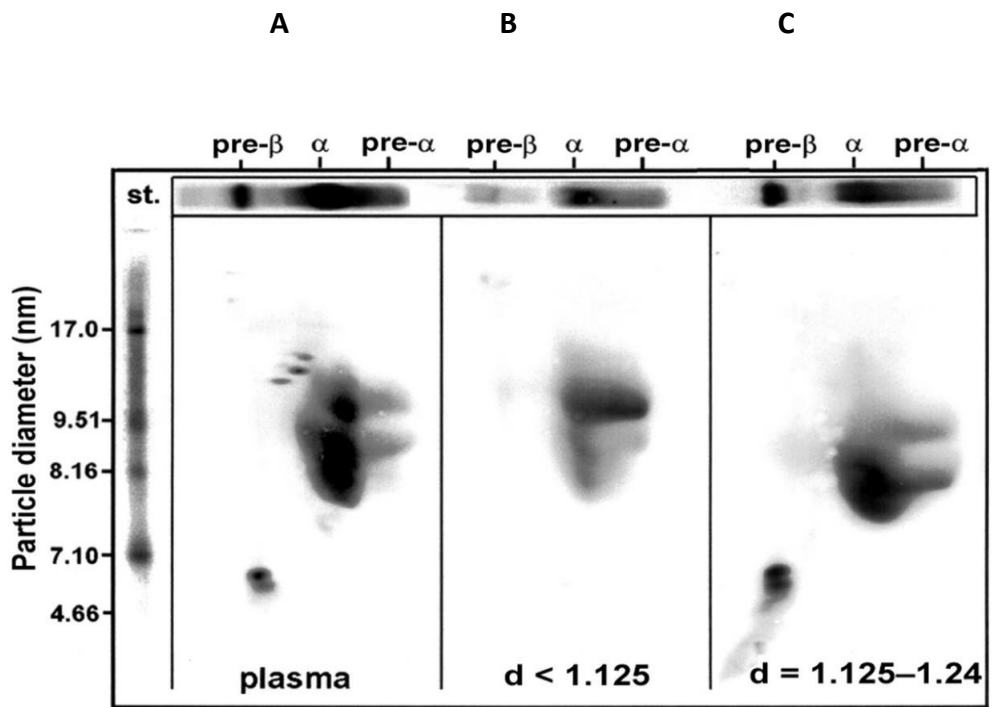 A B C
pre-β α pre-α pre-β α pre-α pre-β α pre-α
st.
Particle diameter (nm)
17.0
9.51
8.16
7.10
4.66
plasma d < 1.125 d = 1.125–1.24